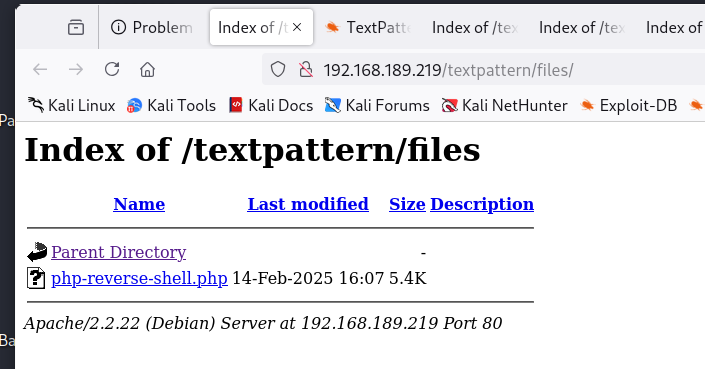 Problem Index of /t TextPatt Index of /tex Index of /tex Index o
192.168.189.219/textpattern/files/
Pa Kali Linux Kali Tools Kali Docs Kali Forums Kali NetHunter Exploit-DB
Index of /textpattern/files
Name Last modified Size Description
Parent Directory -
php-reverse-shell.php 14-Feb-2025 16:07 5.4K
Apache/2.2.22 (Debian) Server at 192.168.189.219 Port 80
Ba